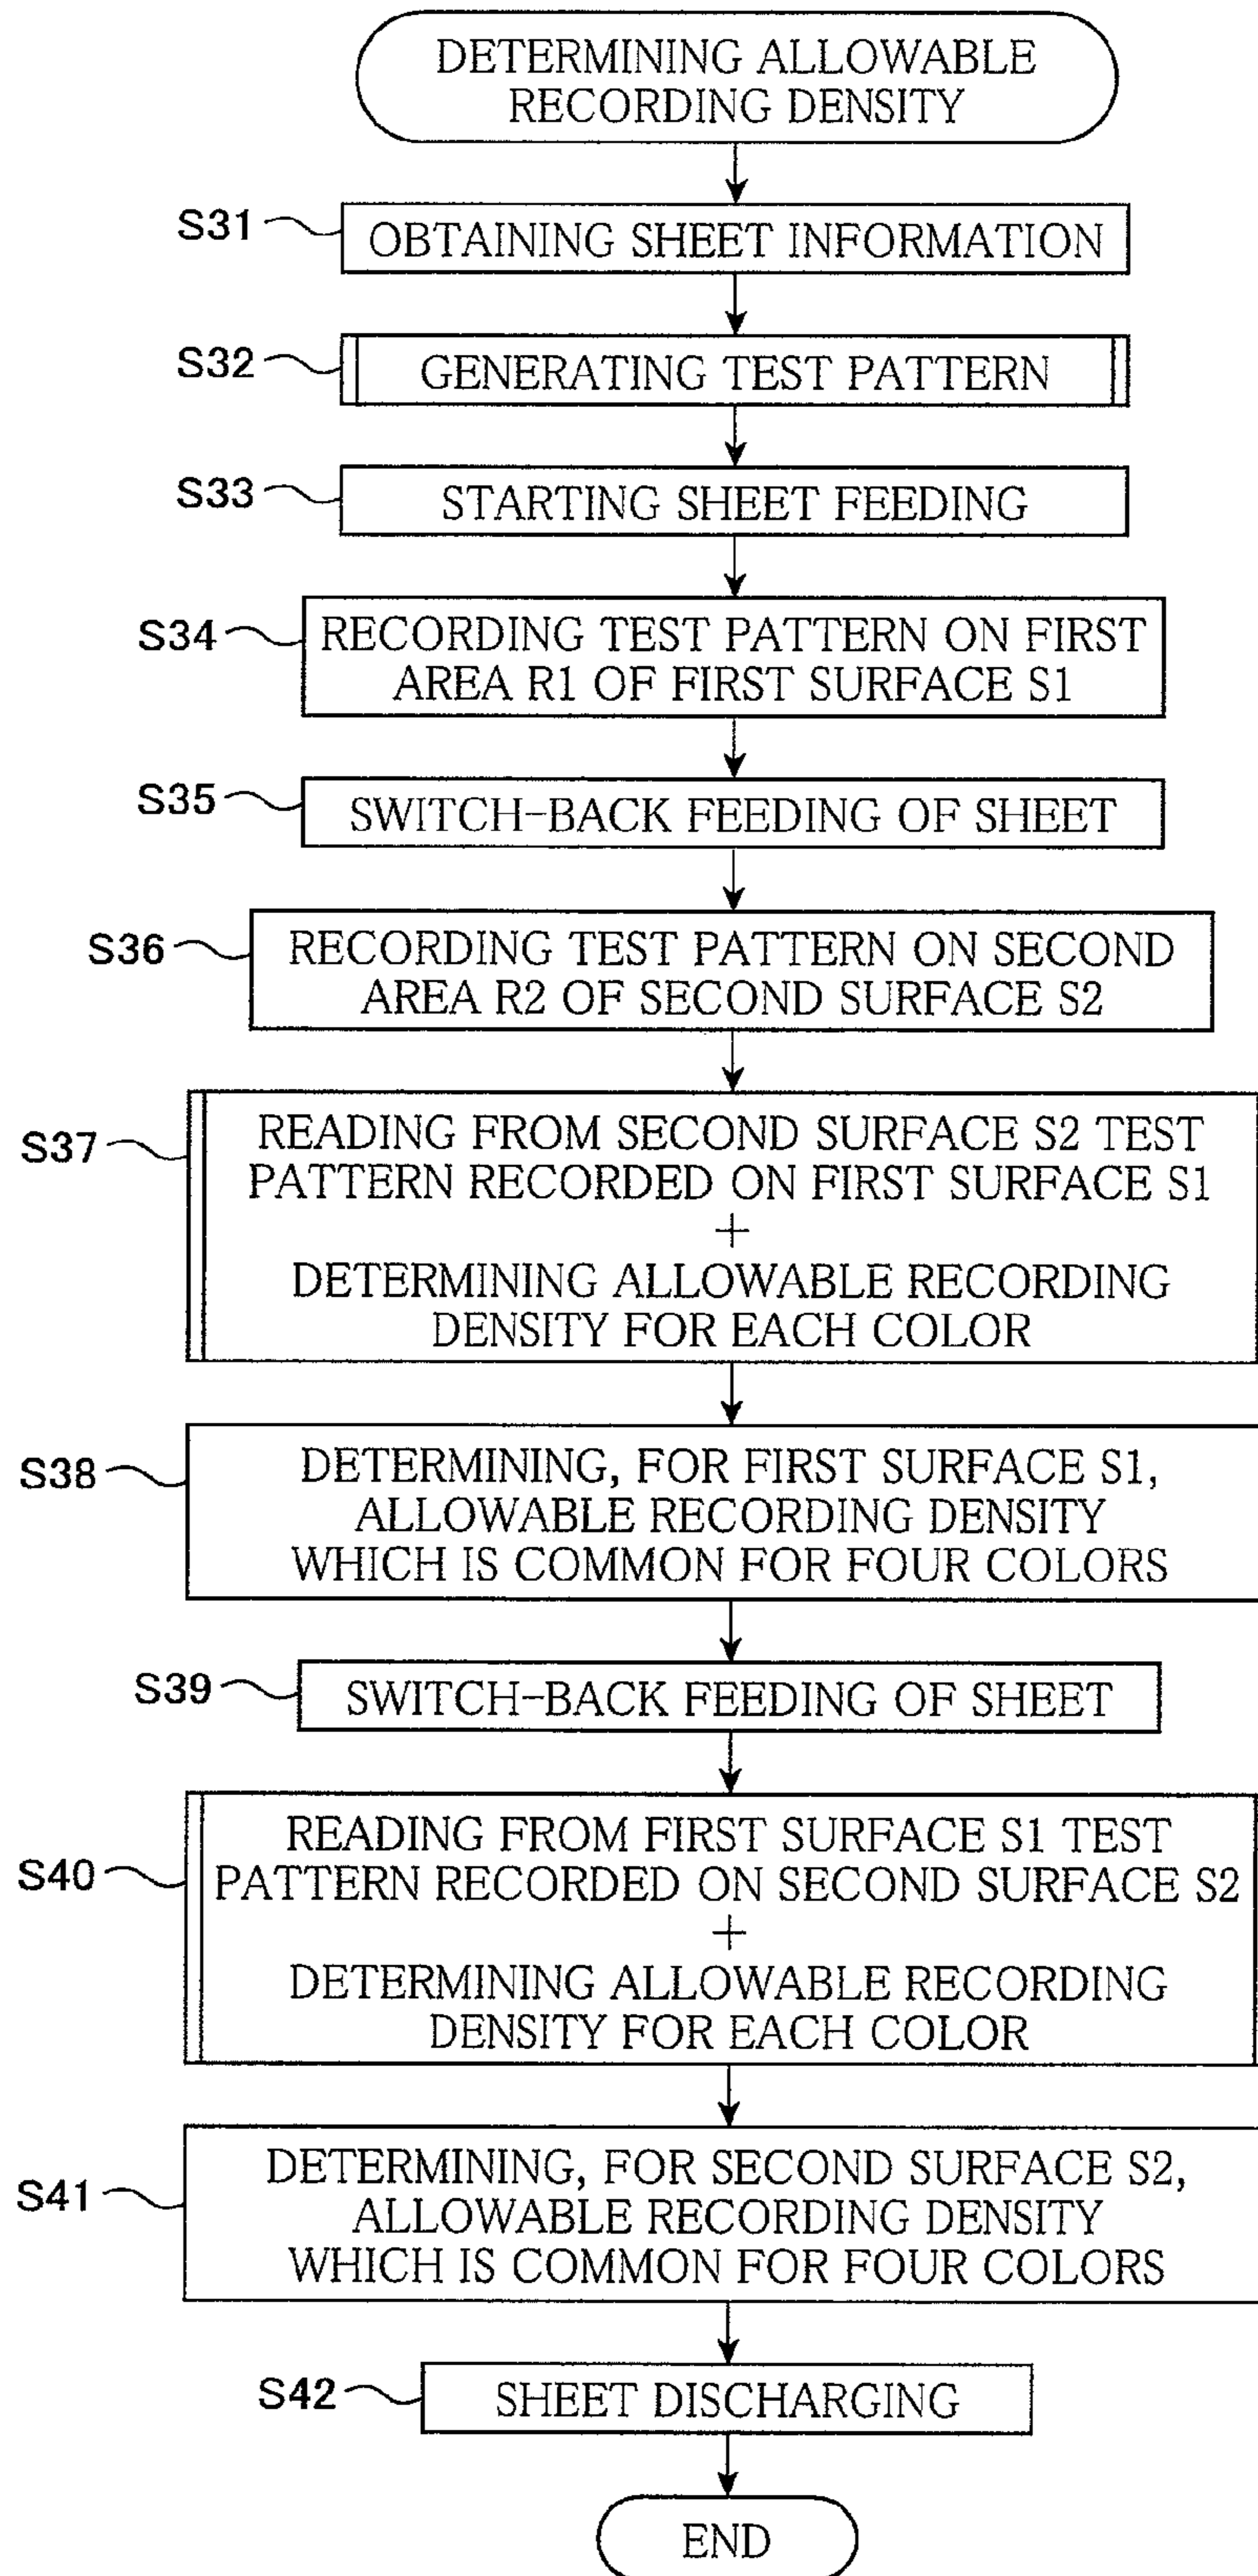 DETERMINING ALLOWABLE
RECORDING DENSITY
S31
OBTAINING SHEET INFORMATION
S32
GENERATING TEST PATTERN
S33
STARTING SHEET FEEDING
S34
RECORDING TEST PATTERN ON FIRST
AREA R1 OF FIRST SURFACE S1
S35
SWITCH-BACK FEEDING OF SHEET
S36
RECORDING TEST PATTERN ON SECOND
AREA R2 OF SECOND SURFACE S2
S37
READING FROM SECOND SURFACE S2 TEST
PATTERN RECORDED ON FIRST SURFACE S1
+
DETERMINING ALLOWABLE RECORDING
DENSITY FOR EACH COLOR
S38
DETERMINING, FOR FIRST SURFACE S1,
ALLOWABLE RECORDING DENSITY
WHICH IS COMMON FOR FOUR COLORS
S39
SWITCH-BACK FEEDING OF SHEET
S40
READING FROM FIRST SURFACE S1 TEST
PATTERN RECORDED ON SECOND SURFACE S2
+
DETERMINING ALLOWABLE RECORDING
DENSITY FOR EACH COLOR
S41
DETERMINING, FOR SECOND SURFACE S2,
ALLOWABLE RECORDING DENSITY
WHICH IS COMMON FOR FOUR COLORS
S42
SHEET DISCHARGING
END